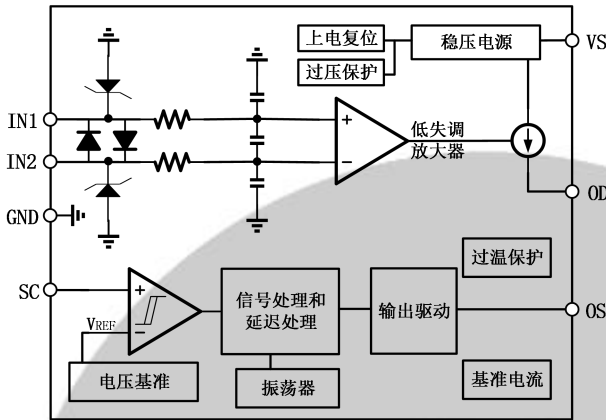 上电复位
稳压电源
VS
过压保护
IN1
+
低失调
IN2
−
放大器
OD
GND
过温保护
SC
+
信号处理和
延迟处理
输出驱动
OS
VREF
−
电压基准
振荡器
基准电流